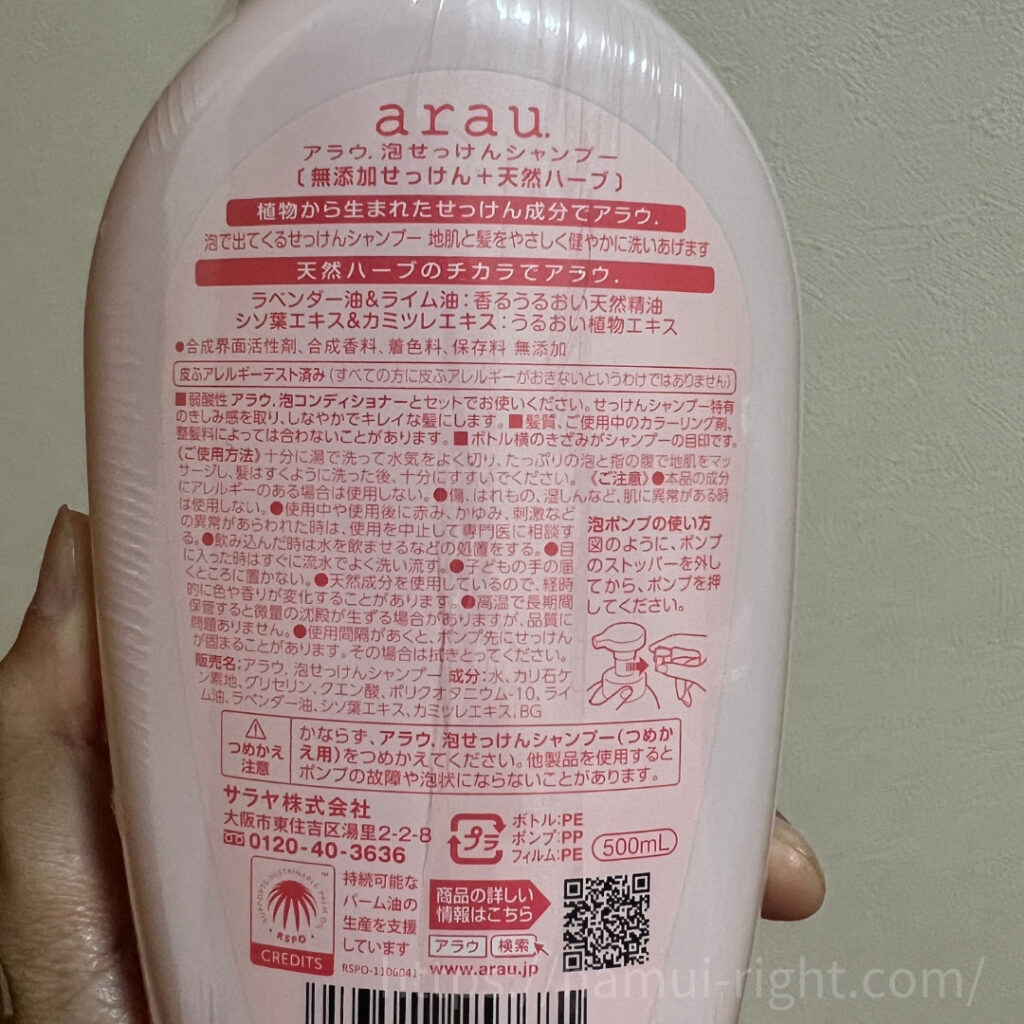 arau.
アラウ.泡せっけんシャンプー
〔無添加せっけん+天然ハーブ〕
植物から生まれたせっけん成分でアラウ.
泡で出てくるせっけんシャンプー 地肌と髪をやさしく健やかに洗いあげます
天然ハーブのチカラでアラウ.
ラベンダー油&ライム油:香るうるおい天然精油
シソ葉エキス&カミツレエキス:うるおい植物エキス
●合成界面活性剤、合成香料、着色料、保存料 無添加
皮ふアレルギーテスト済み(すべての方に皮ふアレルギーがおきないというわけではありません)
■弱酸性 アラウ.泡コンディショナーとセットでお使いください。せっけんシャンプー特有
のきしみ感を取り、しなやかでキレイな髪にします。■髪質、ご使用中のカラーリング剤、
整髪料によっては合わないことがあります。■ボトル横のきざみがシャンプーの目印です。
《ご使用方法》十分に湯で洗って水気をよく切り、たっぷりの泡と指の腹で地肌をマッ
サージし、髪はすくように洗った後、十分にすすいでください。《ご注意》●本品の成分
にアレルギーのある場合は使用しない。●傷、はれもの、湿しんなど、肌に異常がある時
は使用しない。●使用中や使用後に赤み、かゆみ、刺激など
の異常があらわれた時は、使用を中止して専門医に相談す
る。●飲み込んだ時は水を飲ませるなどの処置をする。●目
に入った時はすぐに流水でよく洗い流す。●子どもの手の届
くところに置かない。●天然成分を使用しているので、経時
的に色や香りが変化することがあります。●高温で長期間
保管すると微量の沈殿が生ずる場合がありますが、品質に
問題ありません。●使用間隔があくと、ポンプ先にせっけん
が固まることがあります。その場合は拭きとってください。
泡ポンプの使い方
図のように、ポンプ
のストッパーを外し
てから、ポンプを押
してください。
販売名:アラウ.泡せっけんシャンプー 成分:水、カリ石ケ
ン素地、グリセリン、クエン酸、ポリクオタニウム-10、ライ
ム油、ラベンダー油、シソ葉エキス、カミツレエキス、BG
つめかえ
注意
かならず、アラウ.泡せっけんシャンプー(つめか
え用)をつめかえてください。他製品を使用すると
ポンプの故障や泡状にならないことがあります。
サラヤ株式会社
大阪市東住吉区湯里2-2-8
0120-40-3636
プラ
ボトル:PE
ポンプ:PP
フィルム:PE
500mL
SUPPORTS SUSTAINABLE PALM OIL
TM
RSPO
CREDITS
持続可能な
パーム油の
生産を支援
しています
RSPO-1106041
商品の詳しい
情報はこちら
アラウ 検索
www.arau.jp
https://namui-right.com/